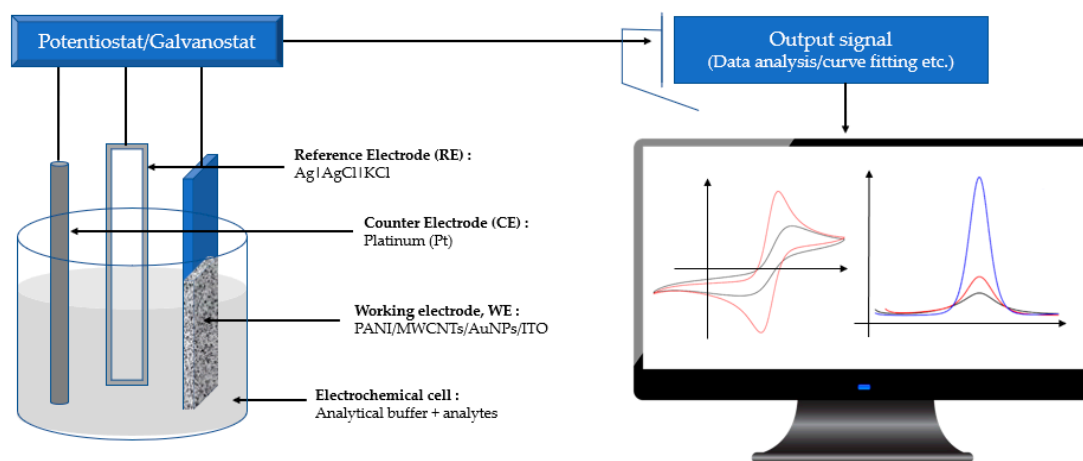 Potentiostat/Galvanostat
Output signal
(Data analysis/curve fitting etc.)
Reference Electrode (RE) :
Ag|AgCl|KCl
Counter Electrode (CE) :
Platinum (Pt)
Working electrode, WE :
PANI/MWCNTs/AuNPs/ITO
Electrochemical cell :
Analytical buffer + analytes